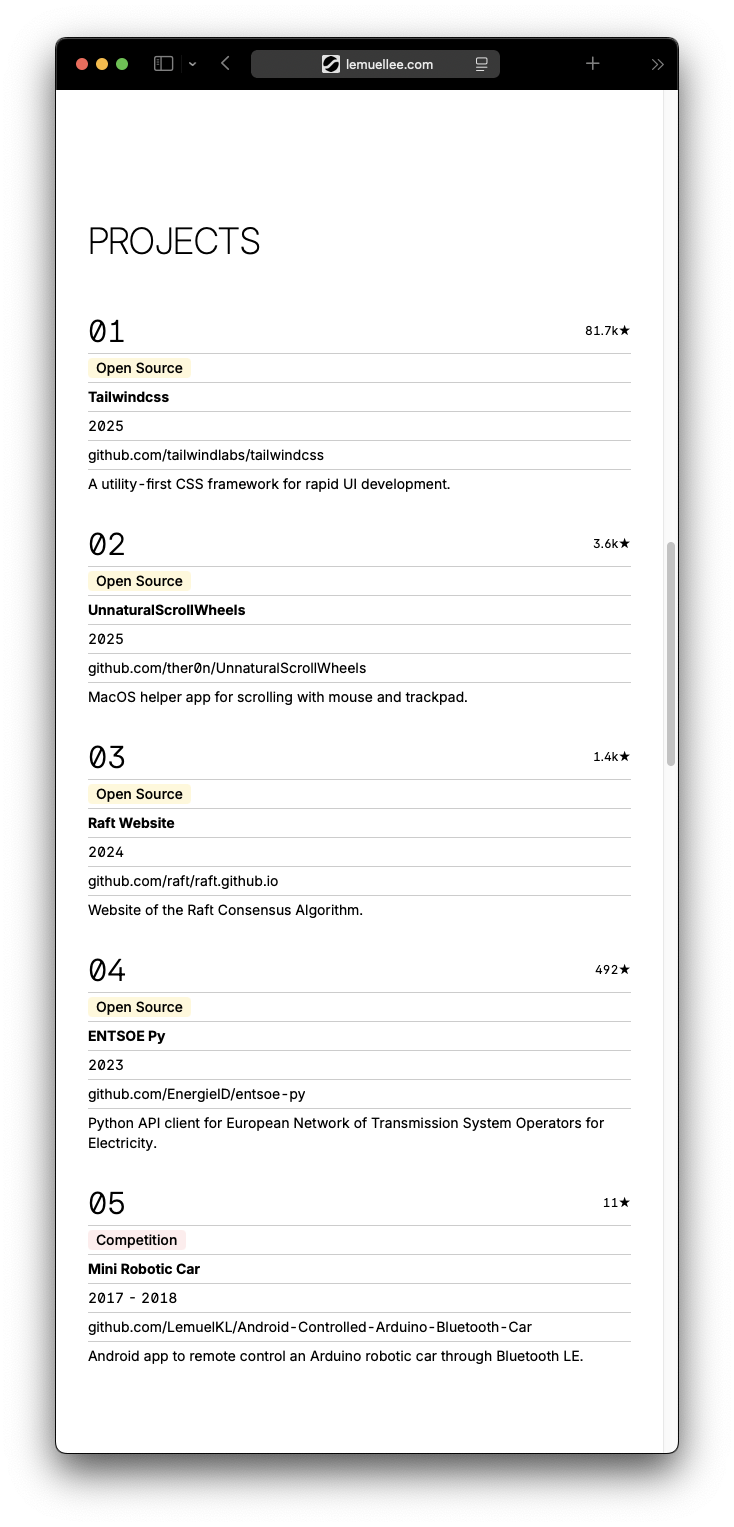 lemuellee.com
PROJECTS
01
81.7k★
Open Source
Tailwindcss
2025
github.com/tailwindlabs/tailwindcss
A utility-first CSS framework for rapid UI development.
02
3.6k★
Open Source
UnnaturalScrollWheels
2025
github.com/ther0n/UnnaturalScrollWheels
MacOS helper app for scrolling with mouse and trackpad.
03
1.4k★
Open Source
Raft Website
2024
github.com/raft/raft.github.io
Website of the Raft Consensus Algorithm.
04
492★
Open Source
ENTSOE Py
2023
github.com/EnergieID/entsoe-py
Python API client for European Network of Transmission System Operators for
Electricity.
05
11★
Competition
Mini Robotic Car
2017 - 2018
github.com/LemuelKL/Android-Controlled-Arduino-Bluetooth-Car
Android app to remote control an Arduino robotic car through Bluetooth LE.